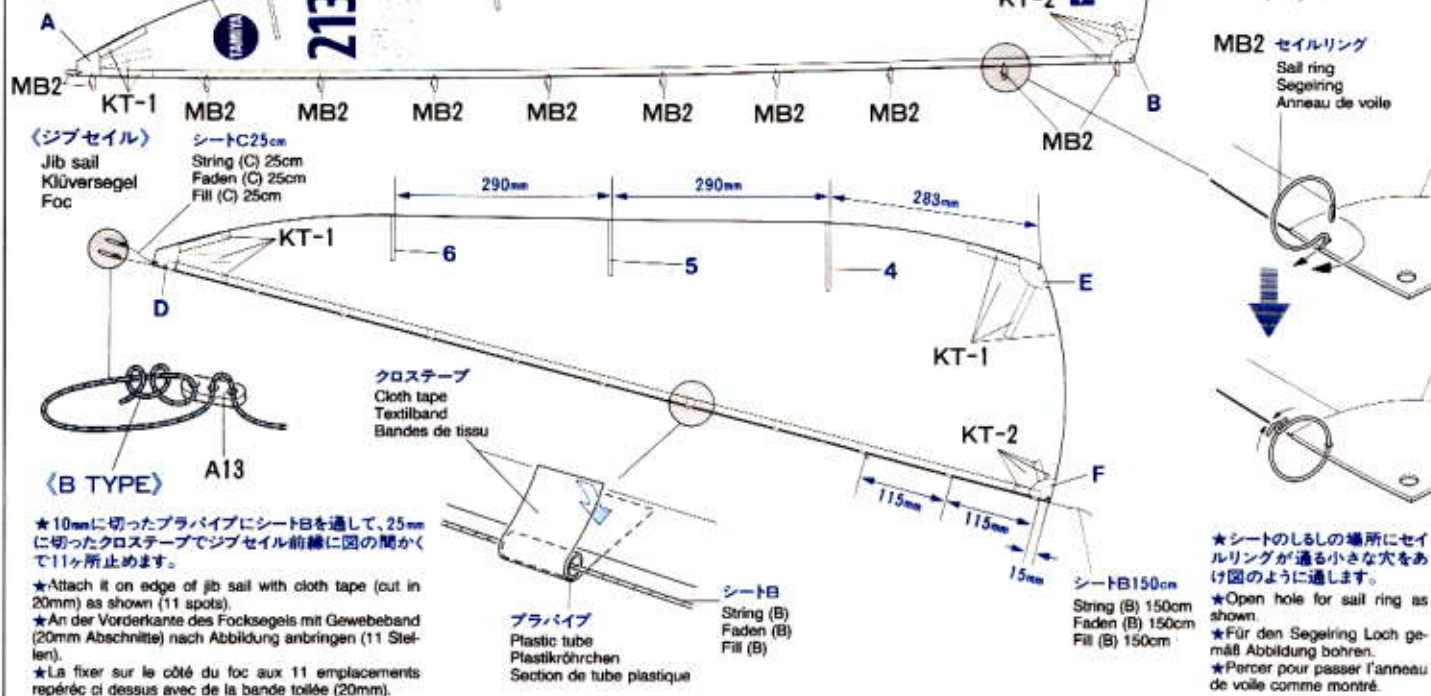 A
TAMIYA
213
KT-2
B
MB2
KT-1
MB2
MB2
MB2
MB2
MB2
MB2
MB2
MB2
MB2 セイルリング
Sail ring
Segelring
Anneau de voile
《ジブセイル》
Jib sail
Klüversegel
Foc
シートC25cm
String (C) 25cm
Faden (C) 25cm
Fill (C) 25cm
290mm
290mm
283mm
KT-1
6
5
4
D
E
KT-1
KT-2
F
115mm
115mm
15mm
A13
《B TYPE》
クロステープ
Cloth tape
Textilband
Bandes de tissu
★10mmに切ったプラパイプにシートBを通して、25mm
に切ったクロステープでジブセイル前縁に図の間かく
で11ヶ所止めます。
★Attach it on edge of jib sail with cloth tape (cut in
20mm) as shown (11 spots).
★An der Vorderkante des Focksegels mit Gewebeband
(20mm Abschnitte) nach Abbildung anbringen (11 Stel-
len).
★La fixer sur le côté du foc aux 11 emplacements
repéréc ci dessus avec de la bande toilée (20mm).
プラパイプ
Plastic tube
Plastikröhrchen
Section de tube plastique
シートB
String (B)
Faden (B)
Fill (B)
シートB150cm
String (B) 150cm
Faden (B) 150cm
Fill (B) 150cm
★シートのしるしの場所にセイ
ルリングが通る小さな穴をあ
け図のように通します。
★Open hole for sail ring as
shown.
★Für den Segelring Loch ge-
mäß Abbildung bohren.
★Percer pour passer l'anneau
de voile comme montré.